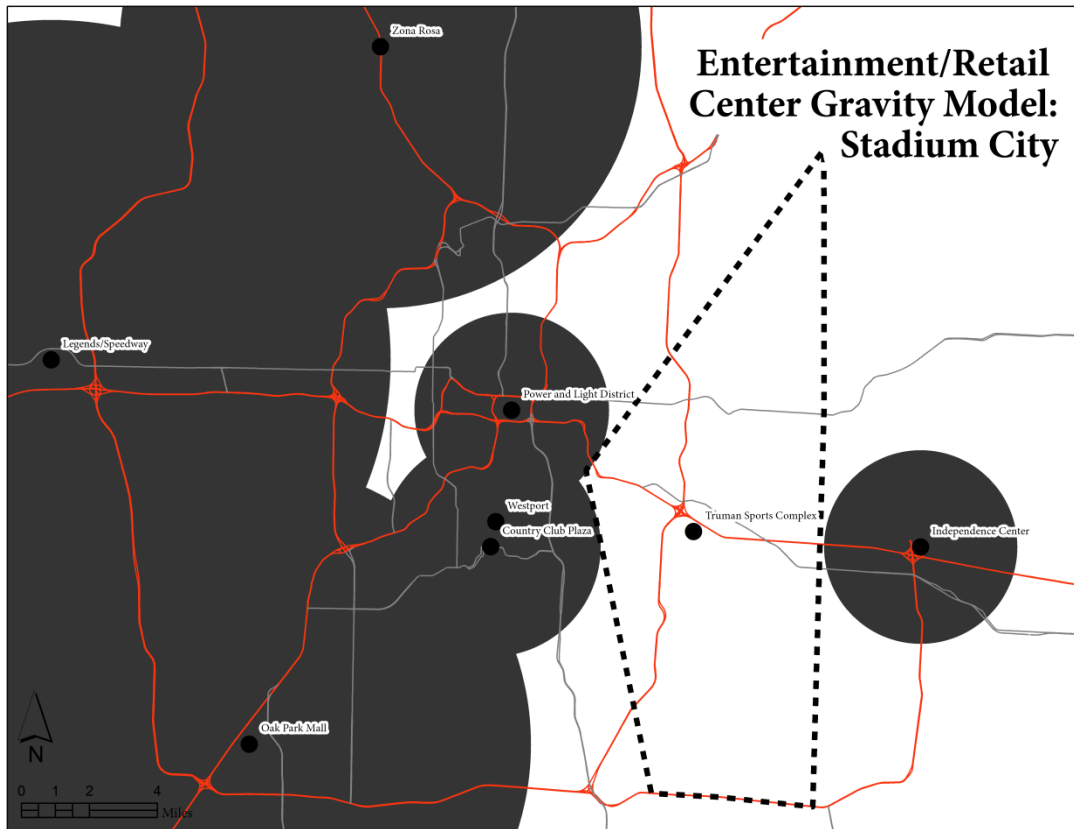 Zona Rosa
Entertainment/Retail
Center Gravity Model:
Stadium City
Legends/Speedway
Power and Light District
Westport
Truman Sports Complex
Country Club Plaza
Independence Center
Oak Park Mall
N
0 1 2 4
Miles